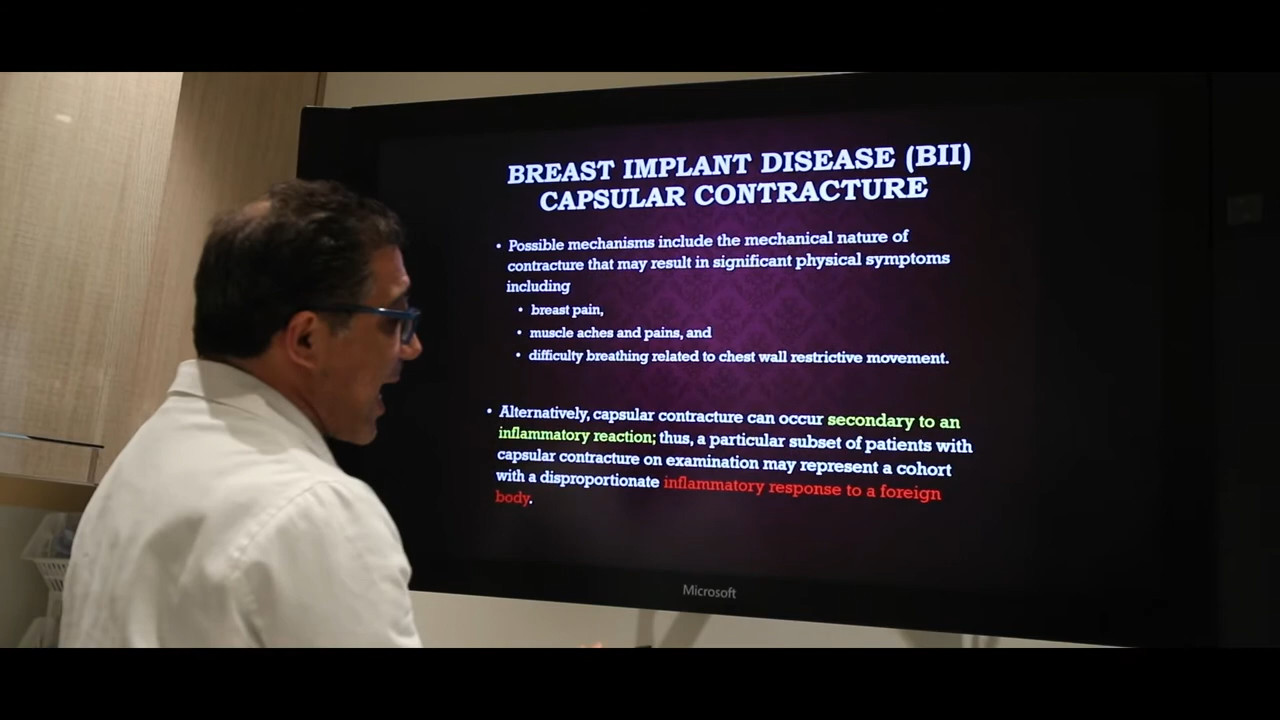 BREAST IMPLANT DISEASE (BII)
CAPSULAR CONTRACTURE
• Possible mechanisms include the mechanical nature of
contracture that may result in significant physical symptoms
including
• breast pain,
• muscle aches and pains, and
• difficulty breathing related to chest wall restrictive movement.
• Alternatively, capsular contracture can occur secondary to an
inflammatory reaction; thus, a particular subset of patients with
capsular contracture on examination may represent a cohort
with a disproportionate inflammatory response to a foreign
body.
Microsoft